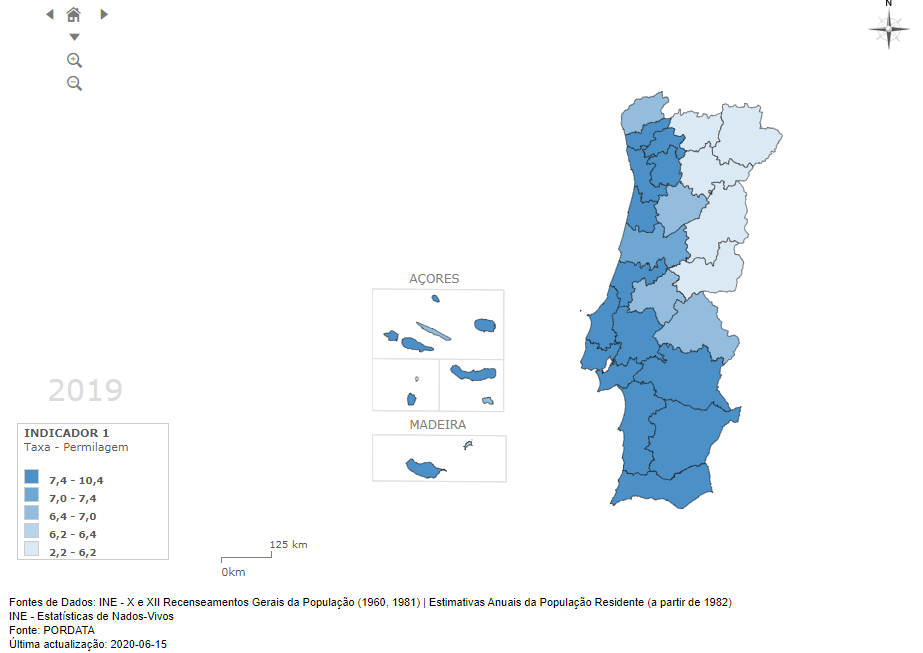 N
AÇORES
2019
MADEIRA
INDICADOR 1
Taxa - Permilagem
7,4 - 10,4
7,0 - 7,4
6,4 - 7,0
6,2 - 6,4
2,2 - 6,2
125 km
0km
Fontes de Dados: INE - X e XII Recenseamentos Gerais da População (1960, 1981) | Estimativas Anuais da População Residente (a partir de 1982)
INE - Estatísticas de Nados-Vivos
Fonte: PORDATA
Última actualização: 2020-06-15